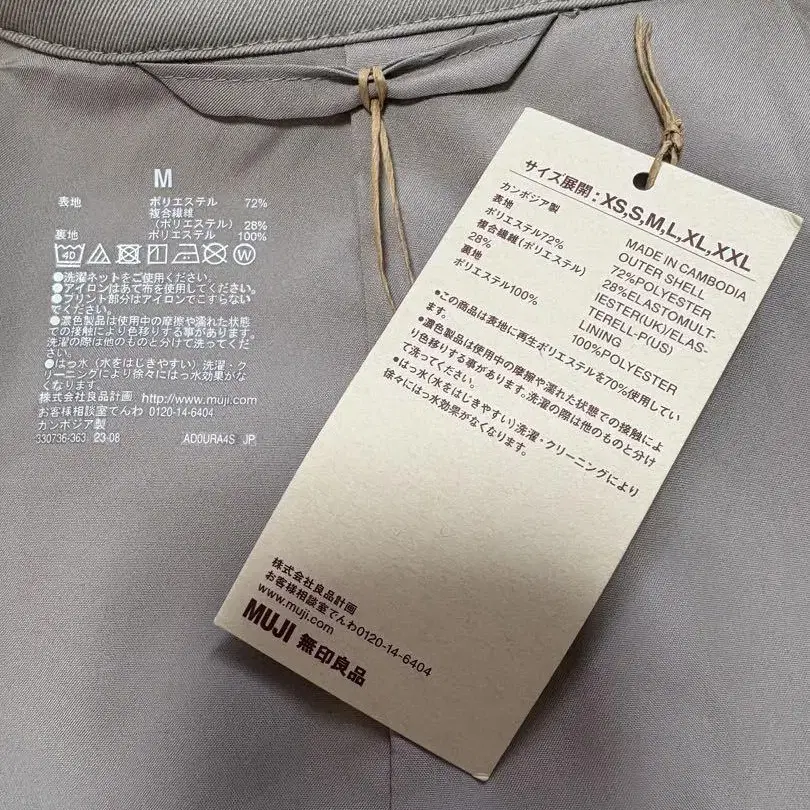 M
表地 ポリエステル 72%
複合繊維
(ポリエステル) 28%
裏地 ポリエステル 100%
40 W
●洗濯ネットをご使用ください。
●アイロンはあて布を使用してください。
●プリント部分はアイロンでこすらない
でください。
●濃色製品は使用中の摩擦や濡れた状態
での接触により色移りする事があります。
洗濯の際は他のものと分けて洗ってくだ
さい。
●はっ水(水をはじきやすい)洗濯・ク
リーニングにより徐々にはっ水効果がな
くなります。
株式会社良品計画 http://www.muji.com
お客様相談室でんわ 0120-14-6404
カンボジア製
330736-363 23-08 AD0URA4S JP
サイズ展開:XS,S,M,L,XL,XXL
カンボジア製
表地
ポリエステル72%
複合繊維(ポリエステル)
28%
裏地
ポリエステル100%
MADE IN CAMBODIA
OUTER SHELL
72%POLYESTER
28%ELASTOMULT-
IESTER(UK)/ELAS-
TERELL-P(US)
LINING
100%POLYESTER
●この商品は表地に再生ポリエステルを70%使用してい
ます。
●濃色製品は使用中の摩擦や濡れた状態での接触によ
り色移りする事があります。洗濯の際は他のものと分け
て洗ってください。
●はっ水(水をはじきやすい)洗濯・クリーニングにより
徐々にはっ水効果がなくなります。
株式会社良品計画
お客様相談室でんわ0120-14-6404
www.muji.com
MUJI 無印良品